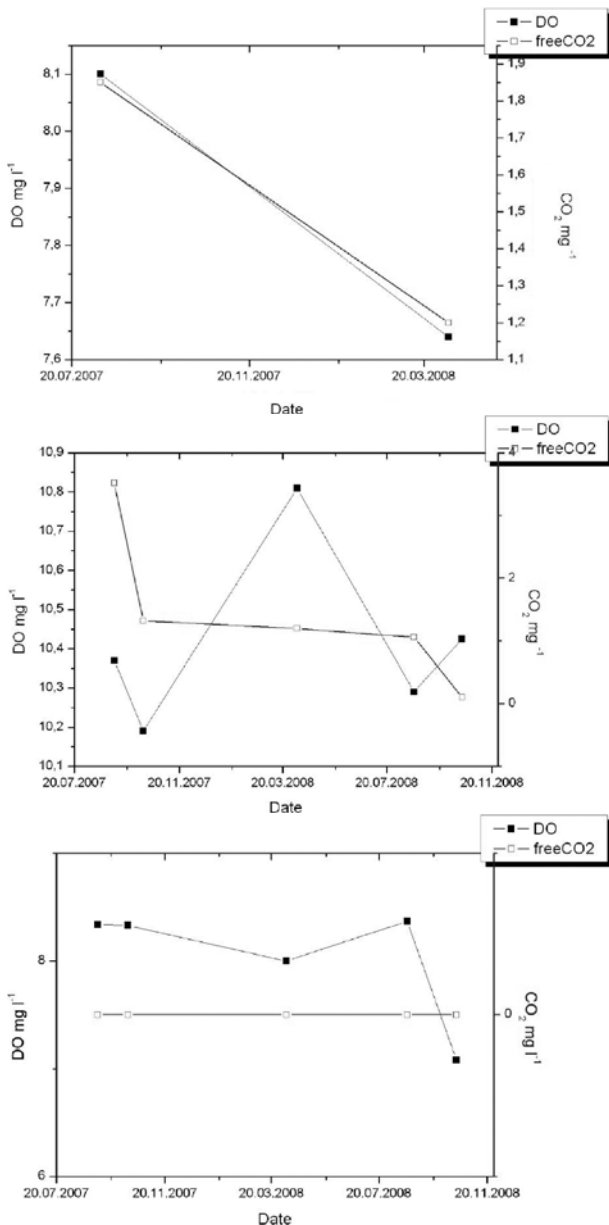 DO
freeCO2
8,1
8,0
7,9
7,8
7,7
7,6
DO mg l-1
1,9
1,8
1,7
1,6
1,5
1,4
1,3
1,2
1,1
CO2 mg -1
20.07.2007 20.11.2007 20.03.2008
Date
DO
freeCO2
10,9
10,8
10,7
10,6
10,5
10,4
10,3
10,2
10,1
DO mg l-1
4
2
0
CO2 mg -1
20.07.2007 20.11.2007 20.03.2008 20.07.2008 20.11.2008
Date
DO
freeCO2
8
6
DO mg l-1
0
CO2 mg l-1
20.07.2007 20.11.2007 20.03.2008 20.07.2008 20.11.2008
Date